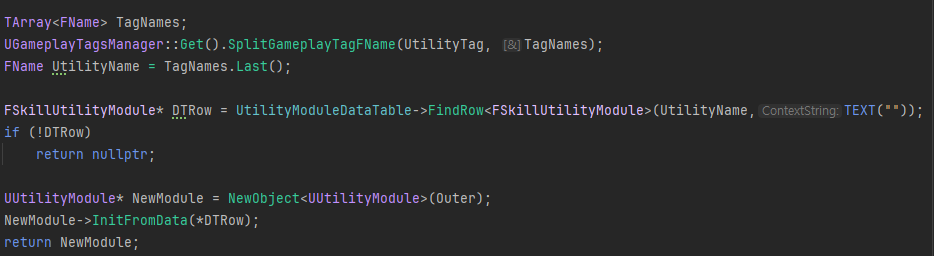 TArray<FName> TagNames;
UGameplayTagsManager::Get().SplitGameplayTagFName(UtilityTag, [&]TagNames);
FName UtilityName = TagNames.Last();
FSkillUtilityModule* DTRow = UtilityModuleDataTable->FindRow<FSkillUtilityModule>(UtilityName, ContextString: TEXT(""));
if (!DTRow)
    return nullptr;
UUtilityModule* NewModule = NewObject<UUtilityModule>(Outer);
NewModule->InitFromData(*DTRow);
return NewModule;